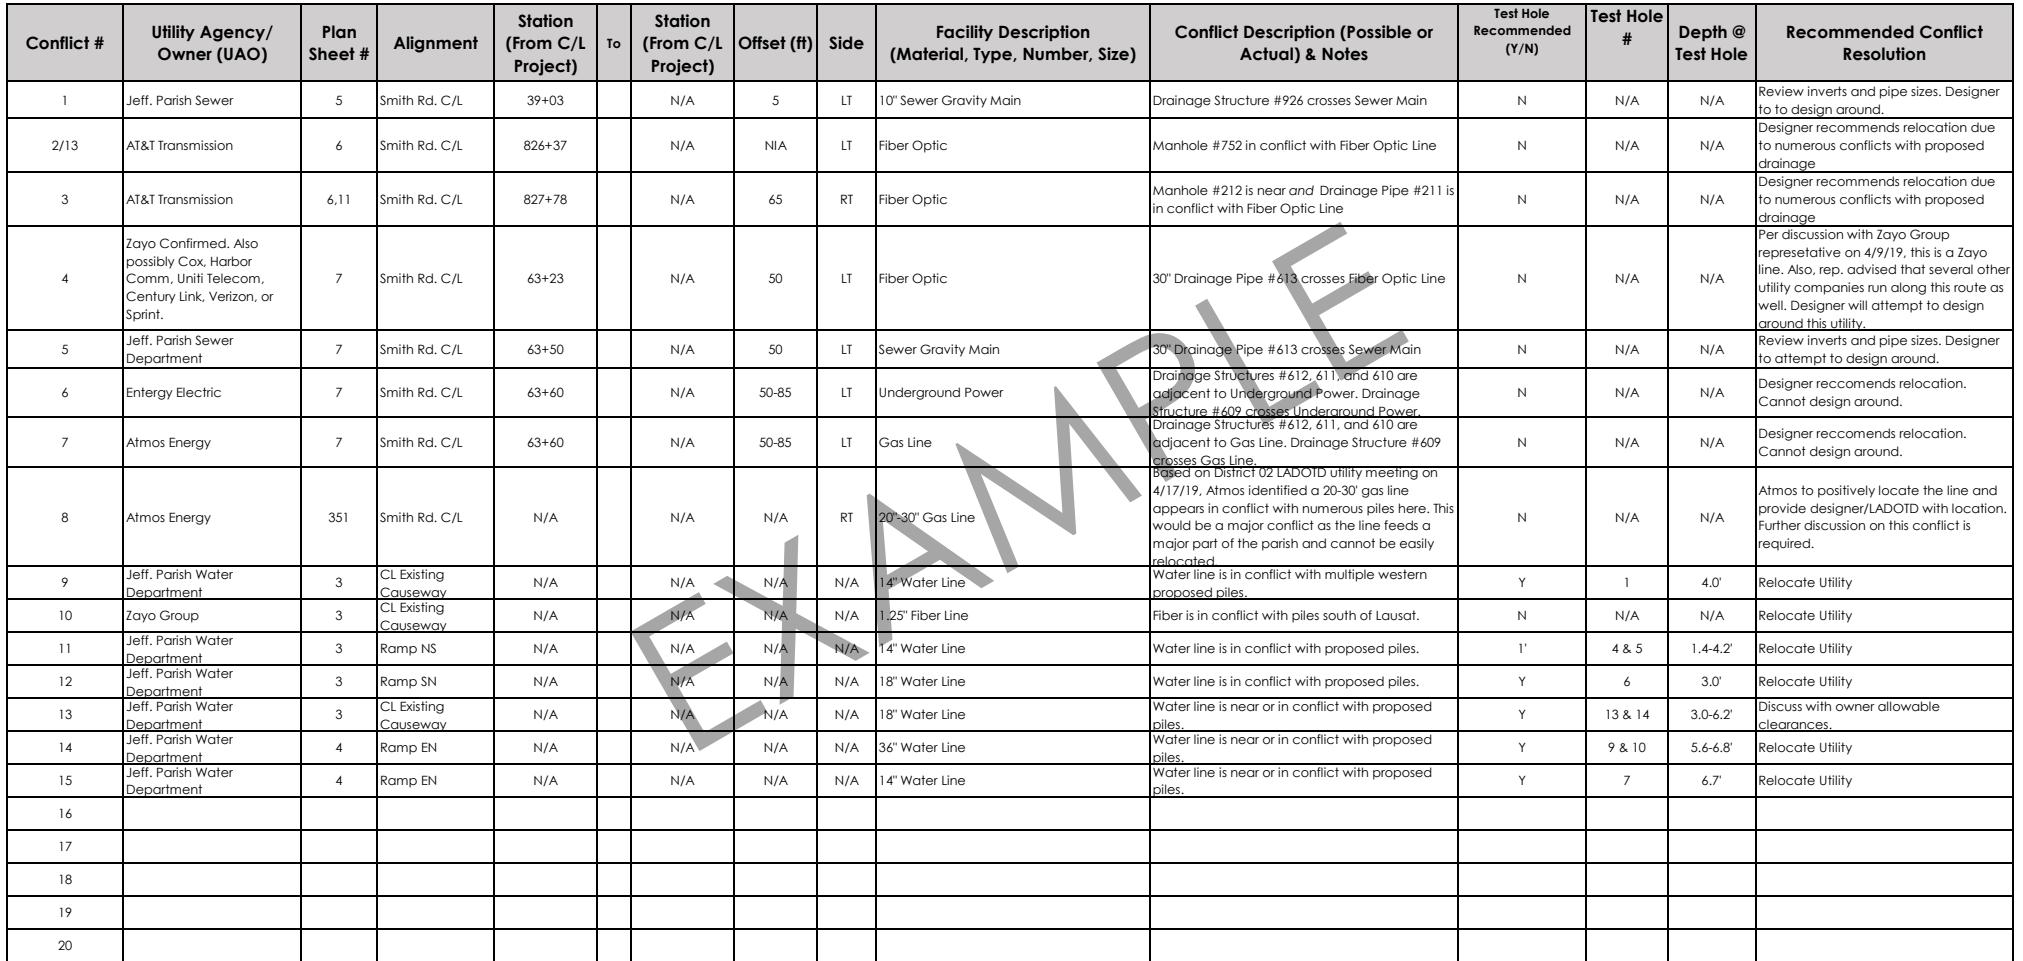 Conflict #
Utility Agency/
Owner (UAO)
Plan
Sheet #
Alignment
Station
(From C/L
Project)
To
Station
(From C/L
Project)
Offset (ft)
Side
Facility Description
(Material, Type, Number, Size)
Conflict Description (Possible or
Actual) & Notes
Test Hole
Recommended
(Y/N)
Test Hole
#
Depth @
Test Hole
Recommended Conflict
Resolution
1
Jeff. Parish Sewer
5
Smith Rd. C/L
39+03
N/A
5
LT
10" Sewer Gravity Main
Drainage Structure #926 crosses Sewer Main
N
N/A
N/A
Review inverts and pipe sizes. Designer
to to design around.
2/13
AT&T Transmission
6
Smith Rd. C/L
826+37
N/A
NIA
LT
Fiber Optic
Manhole #752 in conflict with Fiber Optic Line
N
N/A
N/A
Designer recommends relocation due
to numerous conflicts with proposed
drainage
3
AT&T Transmission
6,11
Smith Rd. C/L
827+78
N/A
65
RT
Fiber Optic
Manhole #212 is near and Drainage Pipe #211 is
in conflict with Fiber Optic Line
N
N/A
N/A
Designer recommends relocation due
to numerous conflicts with proposed
drainage
4
Zayo Confirmed. Also
possibly Cox, Harbor
Comm, Uniti Telecom,
Century Link, Verizon, or
Sprint.
7
Smith Rd. C/L
63+23
N/A
50
LT
Fiber Optic
30" Drainage Pipe #613 crosses Fiber Optic Line
N
N/A
N/A
Per discussion with Zayo Group
represetative on 4/9/19, this is a Zayo
line. Also, rep. advised that several other
utility companies run along this route as
well. Designer will attempt to design
around this utility.
5
Jeff. Parish Sewer
Department
7
Smith Rd. C/L
63+50
N/A
50
LT
Sewer Gravity Main
30" Drainage Pipe #613 crosses Sewer Main
N
N/A
N/A
Review inverts and pipe sizes. Designer
to attempt to design around.
6
Entergy Electric
7
Smith Rd. C/L
63+60
N/A
50-85
LT
Underground Power
Drainage Structures #612, 611, and 610 are
adjacent to Underground Power. Drainage
Structure #609 crosses Underground Power.
N
N/A
N/A
Designer reccomends relocation.
Cannot design around.
7
Atmos Energy
7
Smith Rd. C/L
63+60
N/A
50-85
LT
Gas Line
Drainage Structures #612, 611, and 610 are
adjacent to Gas Line. Drainage Structure #609
crosses Gas Line.
N
N/A
N/A
Designer reccomends relocation.
Cannot design around.
8
Atmos Energy
351
Smith Rd. C/L
N/A
N/A
N/A
RT
20"-30" Gas Line
Based on District 02 LADOTD utility meeting on
4/17/19, Atmos identified a 20-30' gas line
appears in conflict with numerous piles here. This
would be a major conflict as the line feeds a
major part of the parish and cannot be easily
relocated.
N
N/A
N/A
Atmos to positively locate the line and
provide designer/LADOTD with location.
Further discussion on this conflict is
required.
9
Jeff. Parish Water
Department
3
CL Existing
Causeway
N/A
N/A
N/A
N/A
14" Water Line
Water line is in conflict with multiple western
proposed piles.
Y
1
4.0'
Relocate Utility
10
Zayo Group
3
CL Existing
Causeway
N/A
N/A
N/A
N/A
1.25" Fiber Line
Fiber is in conflict with piles south of Lausat.
N
N/A
N/A
Relocate Utility
11
Jeff. Parish Water
Department
3
Ramp NS
N/A
N/A
N/A
N/A
14" Water Line
Water line is in conflict with proposed piles.
1'
4 & 5
1.4-4.2'
Relocate Utility
12
Jeff. Parish Water
Department
3
Ramp SN
N/A
N/A
N/A
N/A
18" Water Line
Water line is in conflict with proposed piles.
Y
6
3.0'
Relocate Utility
13
Jeff. Parish Water
Department
3
CL Existing
Causeway
N/A
N/A
N/A
N/A
18" Water Line
Water line is near or in conflict with proposed
piles.
Y
13 & 14
3.0-6.2'
Discuss with owner allowable
clearances.
14
Jeff. Parish Water
Department
4
Ramp EN
N/A
N/A
N/A
N/A
36" Water Line
Water line is near or in conflict with proposed
piles.
Y
9 & 10
5.6-6.8'
Relocate Utility
15
Jeff. Parish Water
Department
4
Ramp EN
N/A
N/A
N/A
N/A
14" Water Line
Water line is near or in conflict with proposed
piles.
Y
7
6.7'
Relocate Utility
16
17
18
19
20
EXAMPLE